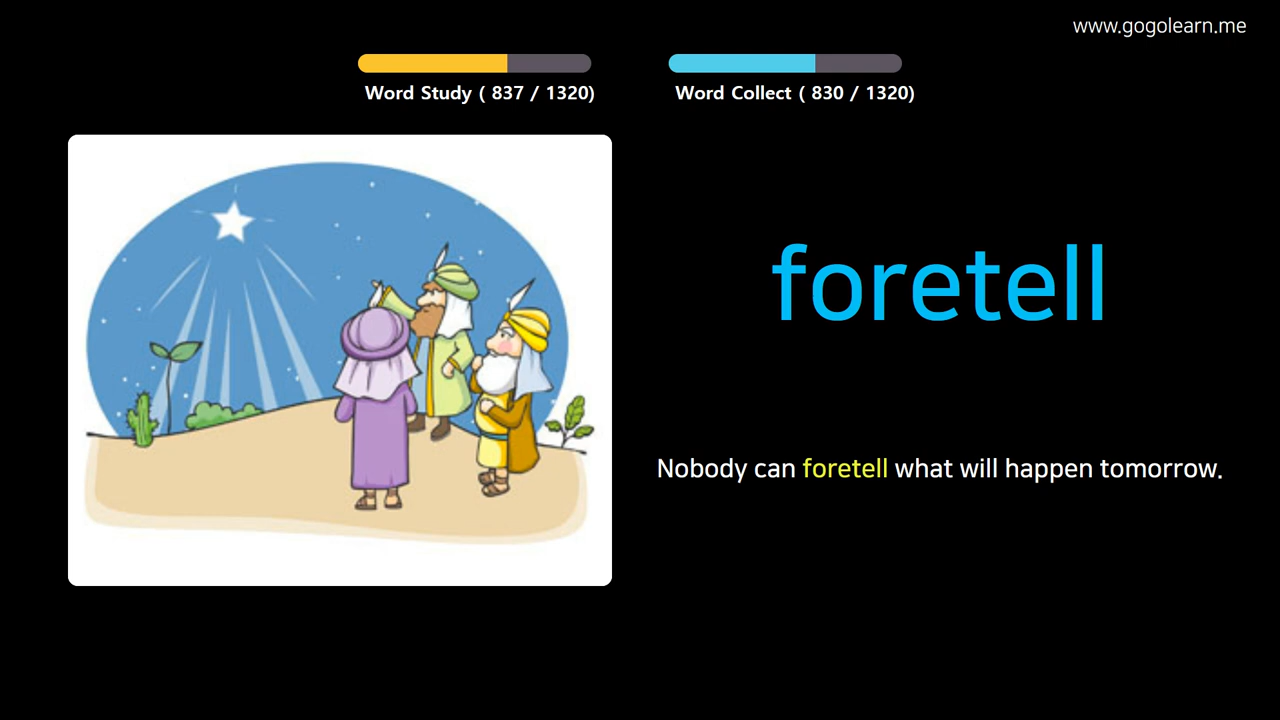 www.gogolearn.me
Word Study ( 837 / 1320)
Word Collect ( 830 / 1320)
foretell
Nobody can foretell what will happen tomorrow.